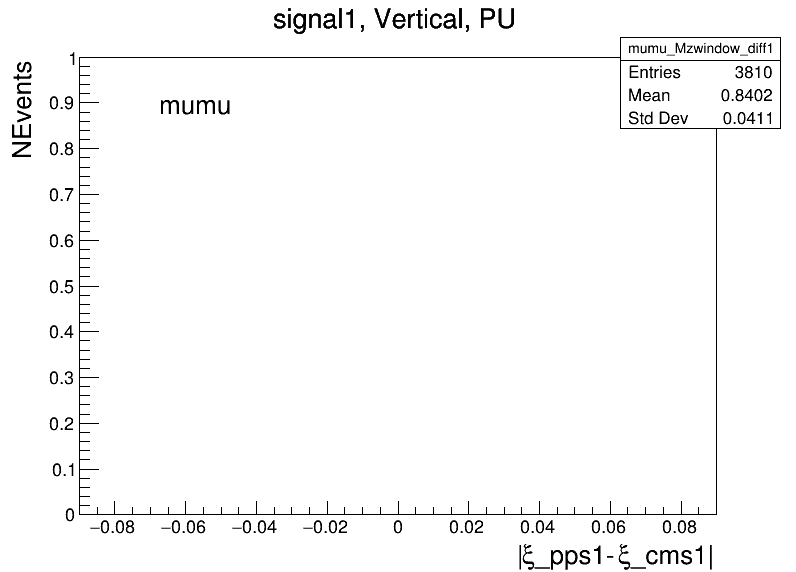 signal1, Vertical, PU
mumu_Mzwindow_diff1
Entries 3810
Mean 0.8402
Std Dev 0.0411
NEvents
mumu
1
0.9
0.8
0.7
0.6
0.5
0.4
0.3
0.2
0.1
0
−0.08 −0.06 −0.04 −0.02 0 0.02 0.04 0.06 0.08
|ξ_pps1-ξ_cms1|